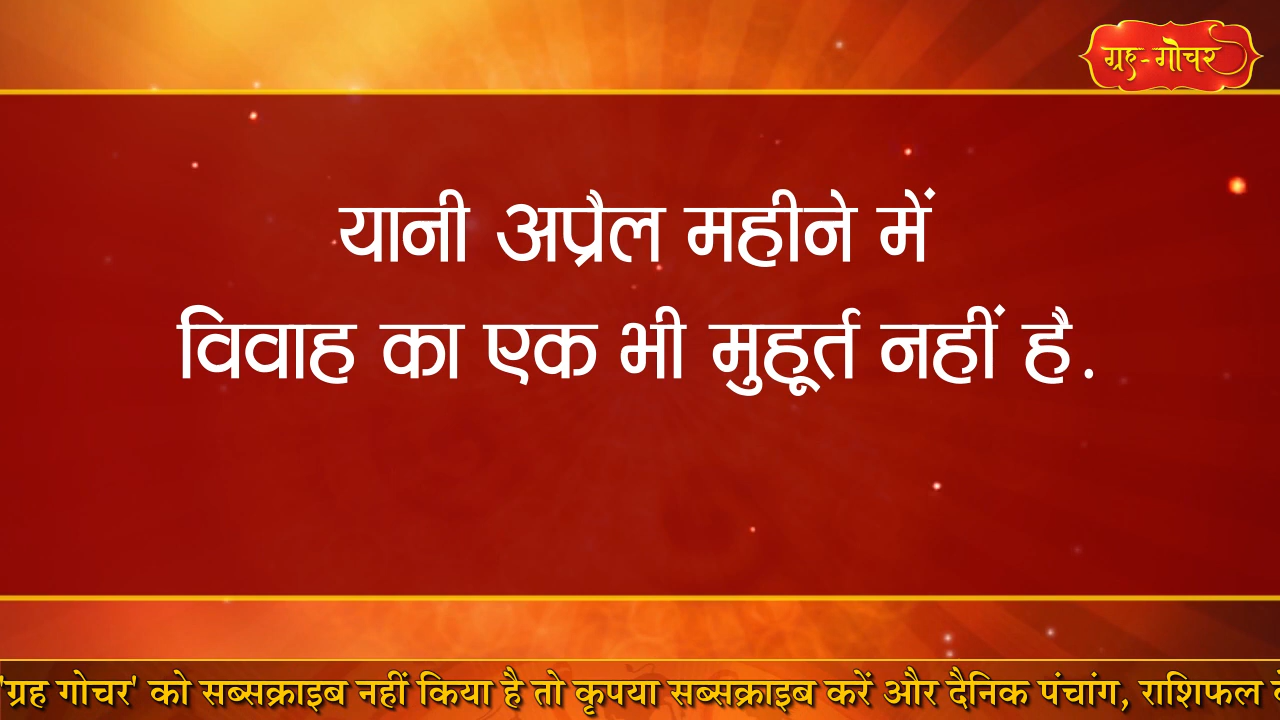 ग्रह-गोचर
यानी अप्रैल महीने में
विवाह का एक भी मुहूर्त नहीं है.
'ग्रह गोचर' को सब्सक्राइब नहीं किया है तो कृपया सब्सक्राइब करें और दैनिक पंचांग, राशिफल